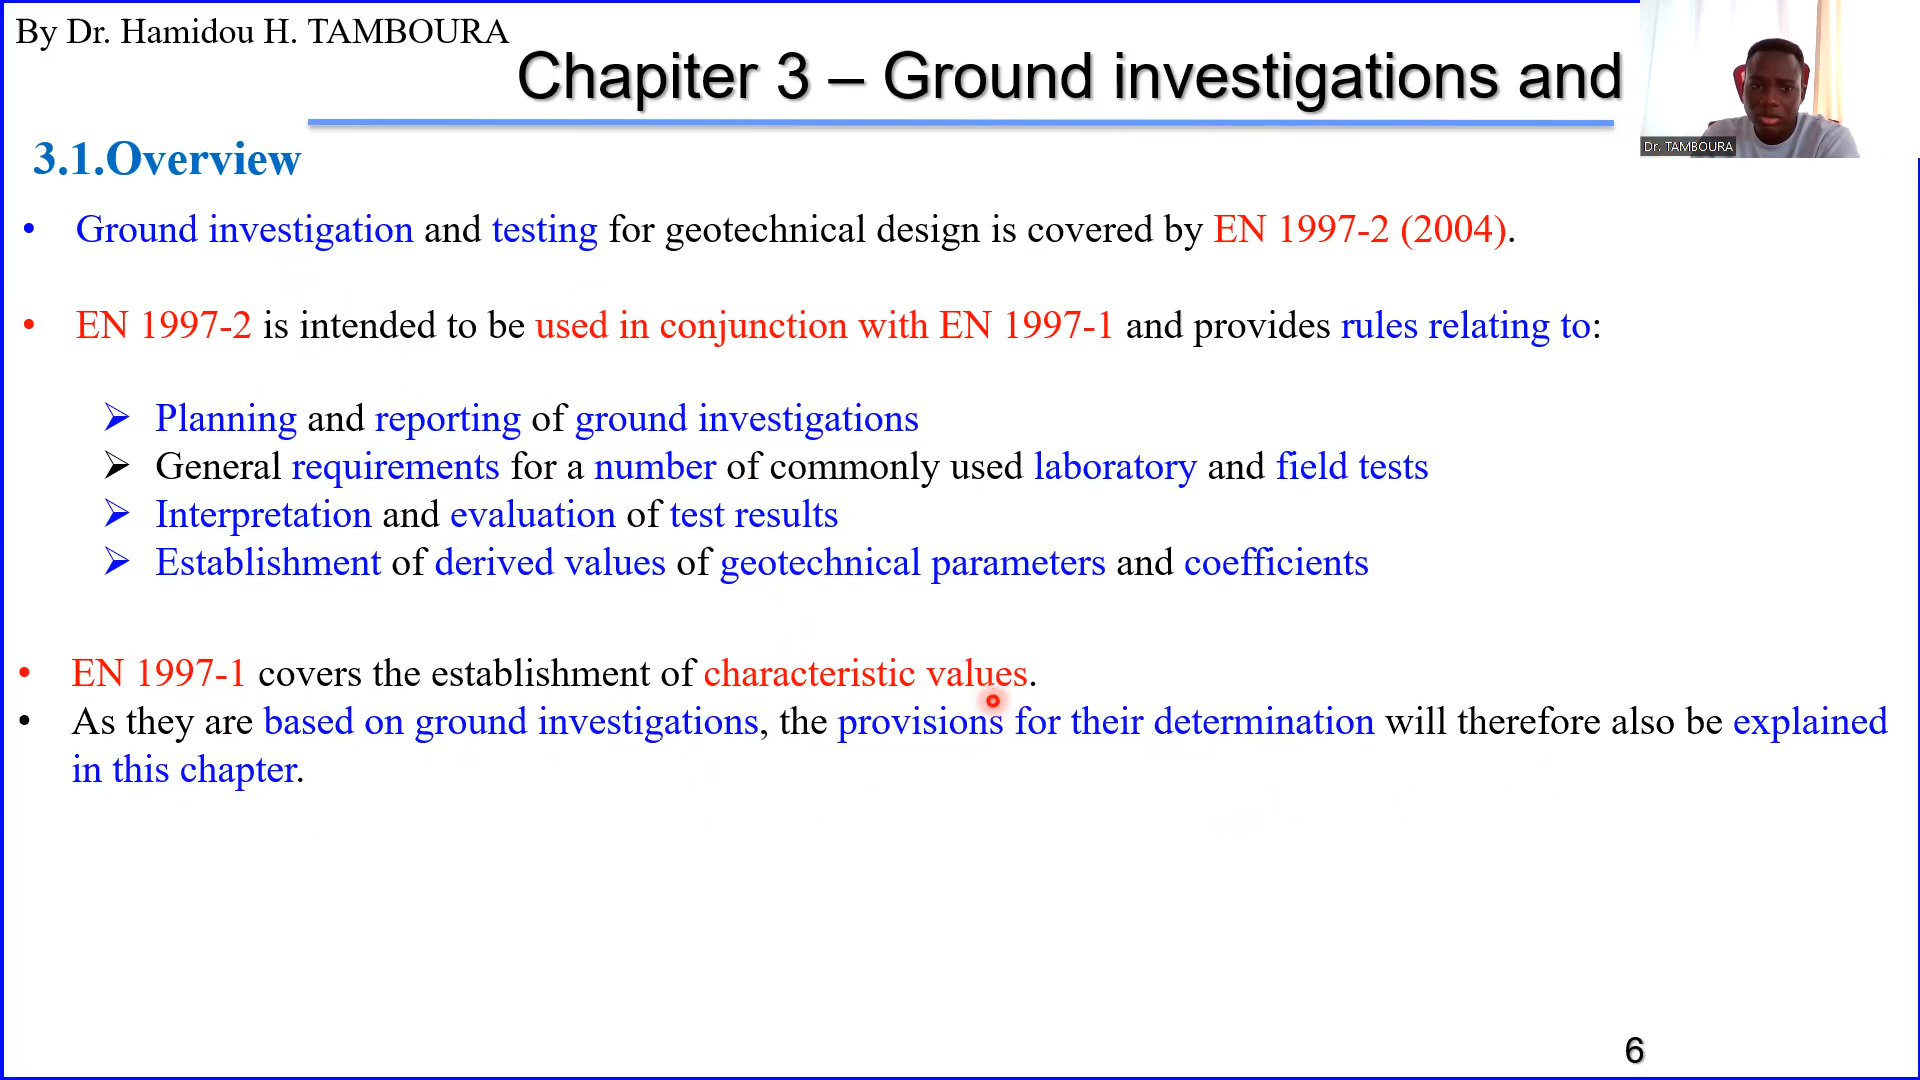 By Dr. Hamidou H. TAMBOURA
Chapiter 3 – Ground investigations and
Dr. TAMBOURA
3.1.Overview
• Ground investigation and testing for geotechnical design is covered by EN 1997-2 (2004).
• EN 1997-2 is intended to be used in conjunction with EN 1997-1 and provides rules relating to:
➢ Planning and reporting of ground investigations
➢ General requirements for a number of commonly used laboratory and field tests
➢ Interpretation and evaluation of test results
➢ Establishment of derived values of geotechnical parameters and coefficients
• EN 1997-1 covers the establishment of characteristic values.
• As they are based on ground investigations, the provisions for their determination will therefore also be explained
in this chapter.
6